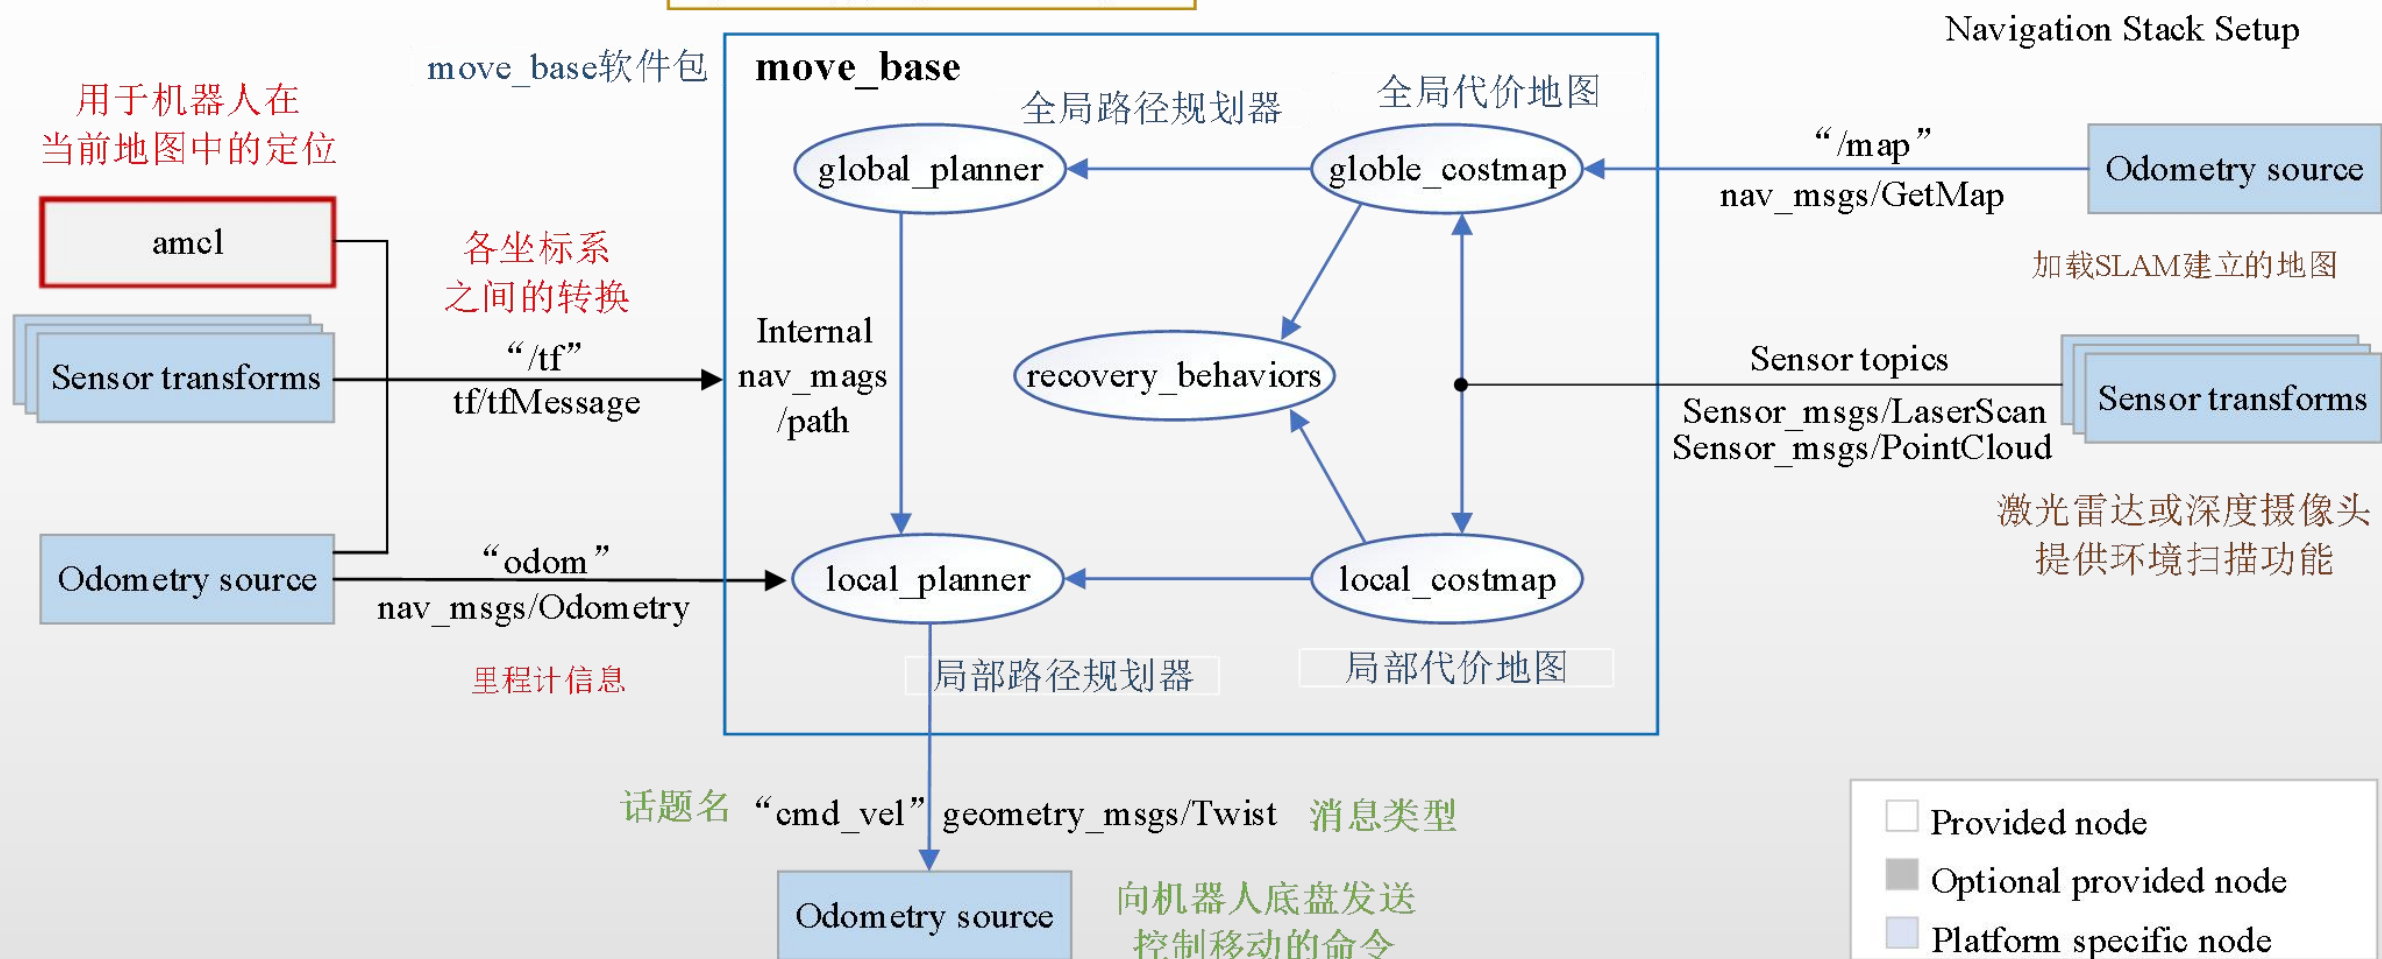 Navigation Stack Setup
move_base软件包
move_base
用于机器人在
当前地图中的定位
全局路径规划器
全局代价地图
global_planner
globle_costmap
“/map”
nav_msgs/GetMap
Odometry source
amcl
各坐标系
之间的转换
加载SLAM建立的地图
Sensor transforms
“/tf”
tf/tfMessage
Internal
nav_mags
/path
recovery_behaviors
Sensor topics
Sensor_msgs/LaserScan
Sensor_msgs/PointCloud
Sensor transforms
激光雷达或深度摄像头
提供环境扫描功能
Odometry source
“odom”
nav_msgs/Odometry
local_planner
local_costmap
里程计信息
局部路径规划器
局部代价地图
话题名
“cmd_vel”
geometry_msgs/Twist
消息类型
Odometry source
向机器人底盘发送
控制移动的命令
Provided node
Optional provided node
Platform specific node